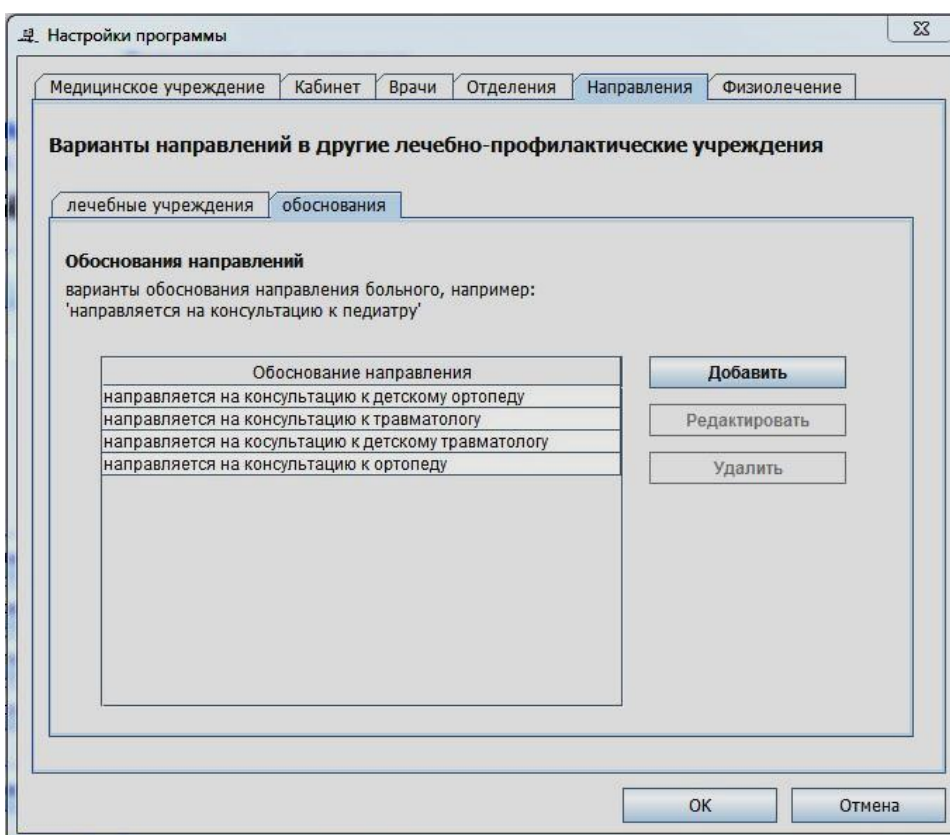 Настройки программы
Медицинское учреждение Кабинет Врачи Отделения Направления Физиолечение
Варианты направлений в другие лечебно-профилактические учреждения
лечебные учреждения обоснования
Обоснования направлений
варианты обоснования направления больного, например:
'направляется на консультацию к педиатру'
Обоснование направления
Добавить
направляется на консультацию к детскому ортопеду
направляется на консультацию к травматологу
Редактировать
направляется на косультацию к детскому травматологу
направляется на консультацию к ортопеду
Удалить
OK Отмена